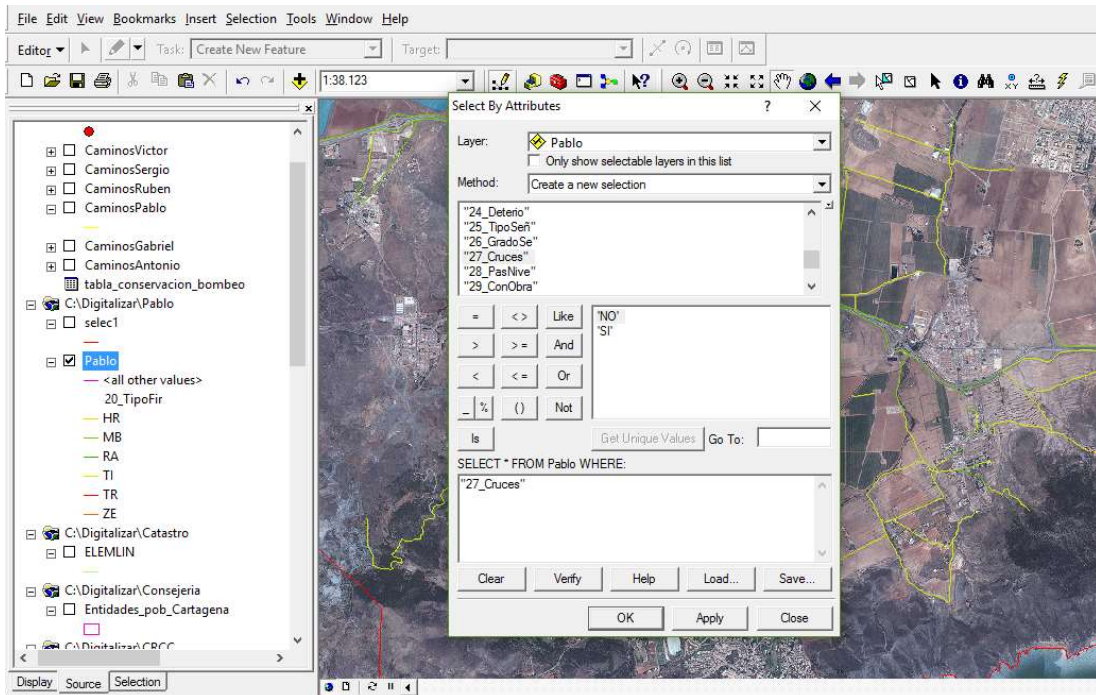 File Edit View Bookmarks Insert Selection Tools Window Help
Editor Task: Create New Feature Target:
1:38.123
Select By Attributes ? X
Layer: Pablo
Only show selectable layers in this list
Method: Create a new selection
"24_Deterio"
"25_TipoSeñ"
"26_GradoSe"
"27_Cruces"
"28_PasNive"
"29_ConObra"
= <> Like
> >= And
< <= Or
_ % () Not
Is
'NO'
'SI'
Get Unique Values Go To:
SELECT * FROM Pablo WHERE:
"27_Cruces"
Clear Verify Help Load... Save...
OK Apply Close
CaminosVictor
CaminosSergio
CaminosRuben
CaminosPablo
CaminosGabriel
CaminosAntonio
tabla_conservacion_bombeo
C:\Digitalizar\Pablo
selec1
Pablo
<all other values>
20_TipoFir
HR
MB
RA
TI
TR
ZE
C:\Digitalizar\Catastro
ELEMLIN
C:\Digitalizar\Consejeria
Entidades_pob_Cartagena
C:\Digitalizar\CRCC
Display Source Selection